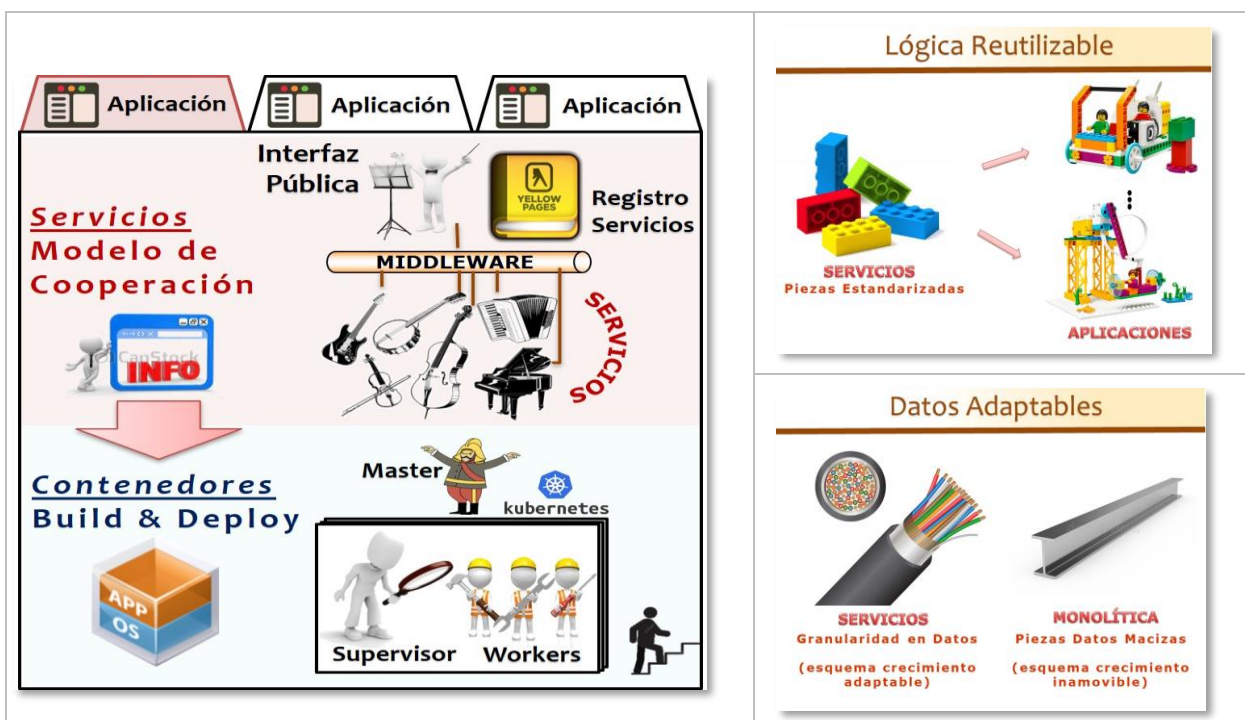 Aplicación
Aplicación
Aplicación
Interfaz
Pública
YELLOW
PAGES
Registro
Servicios
Servicios
Modelo de
Cooperación
MIDDLEWARE
SERVICIOS
CanStock
INFO
Contenedores
Build & Deploy
APP
OS
Master
kubernetes
Supervisor
Workers
Lógica Reutilizable
SERVICIOS
Piezas Estandarizadas
APLICACIONES
Datos Adaptables
SERVICIOS
Granularidad en Datos
(esquema crecimiento
adaptable)
MONOLÍTICA
Piezas Datos Macizas
(esquema crecimiento
inamovible)